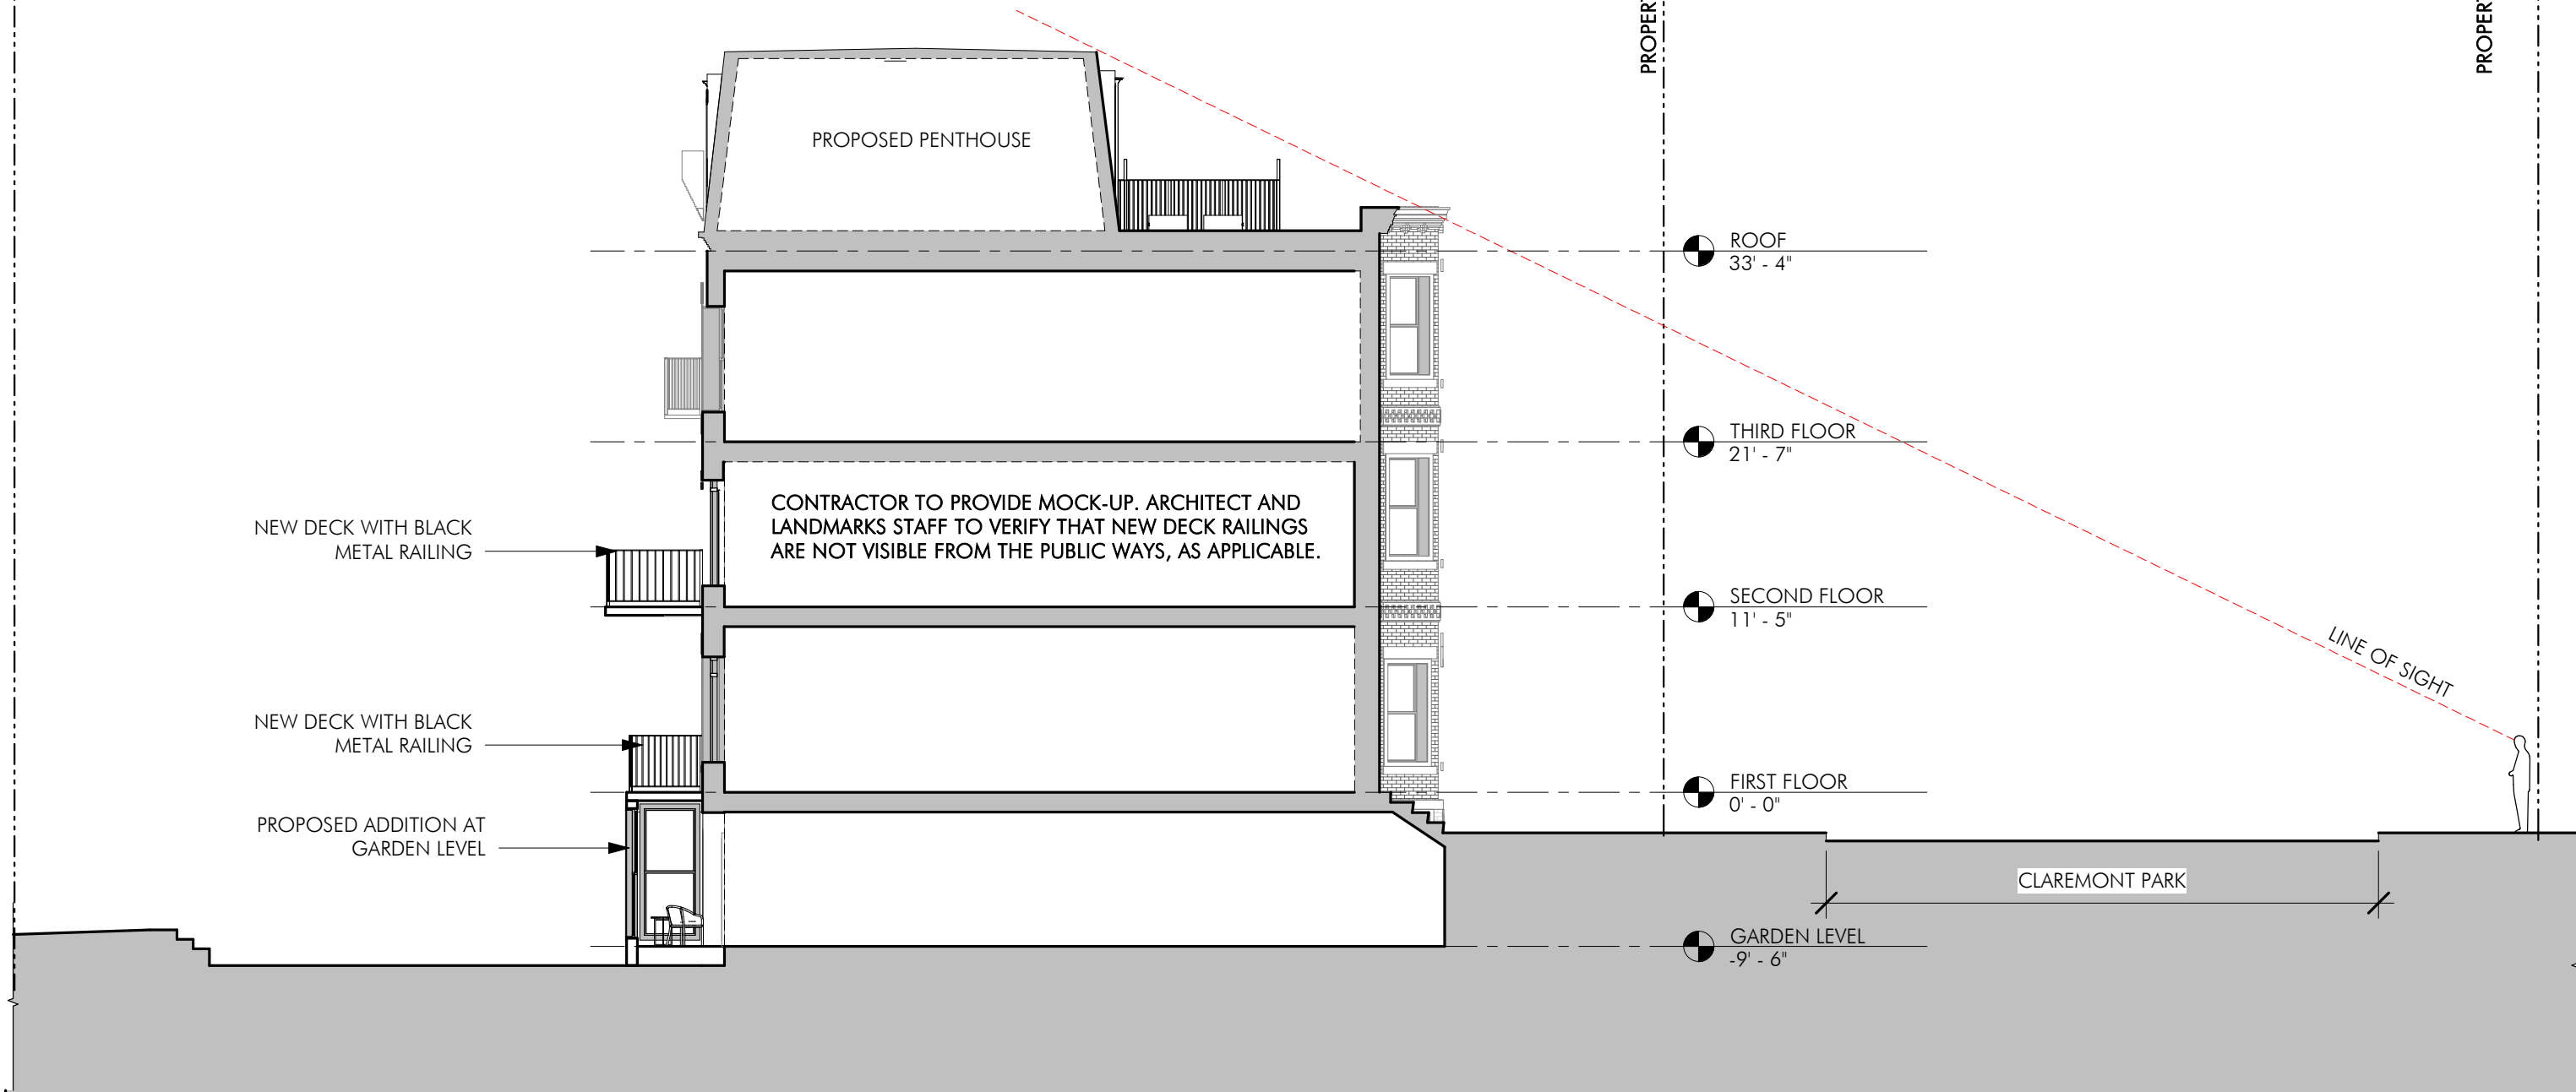 PROPER
PROPER
PROPOSED PENTHOUSE
ROOF
33' - 4"
THIRD FLOOR
21' - 7"
CONTRACTOR TO PROVIDE MOCK-UP. ARCHITECT AND
LANDMARKS STAFF TO VERIFY THAT NEW DECK RAILINGS
ARE NOT VISIBLE FROM THE PUBLIC WAYS, AS APPLICABLE.
NEW DECK WITH BLACK
METAL RAILING
SECOND FLOOR
11' - 5"
LINE OF SIGHT
NEW DECK WITH BLACK
METAL RAILING
FIRST FLOOR
0' - 0"
PROPOSED ADDITION AT
GARDEN LEVEL
CLAREMONT PARK
GARDEN LEVEL
-9' - 6"